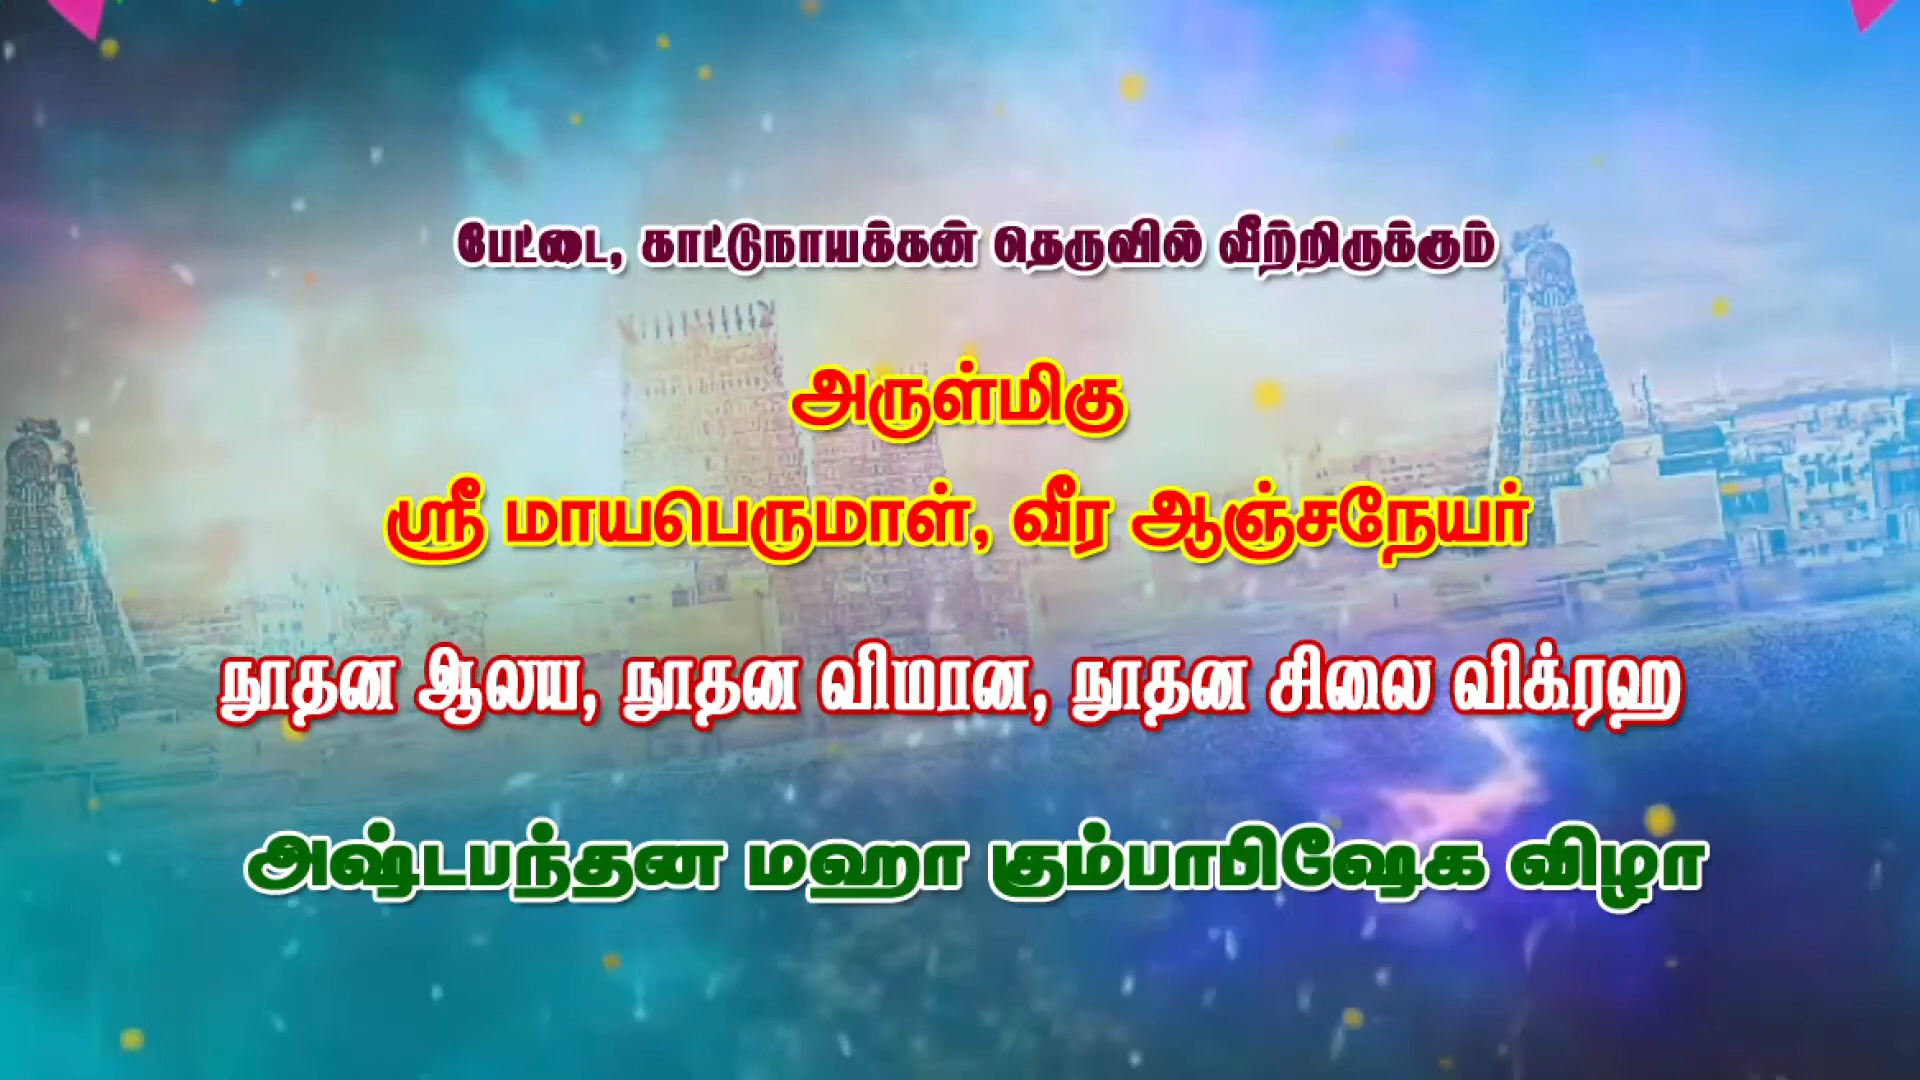 பேட்டை, காட்டுநாயக்கன் தெருவில் வீற்றிருக்கும்
அருள்மிகு
ஸ்ரீ மாயபெருமாள், வீர ஆஞ்சநேயர்
நூதன ஆலய, நூதன விமான, நூதன சிலை விக்ரஹ
அஷ்டபந்தன மஹா கும்பாபிஷேக விழா